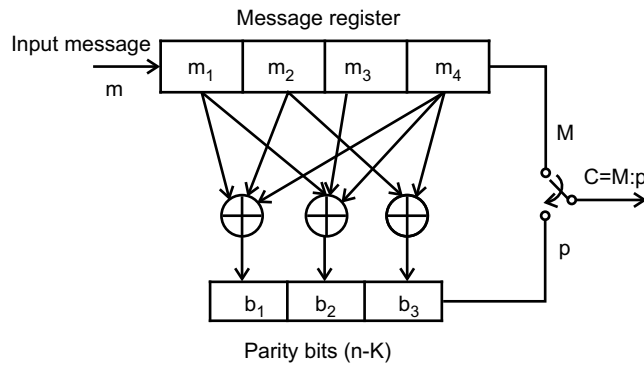 Message register
Input message
m
m1 m2 m3 m4
M
C=M:p
p
b1 b2 b3
Parity bits (n-K)